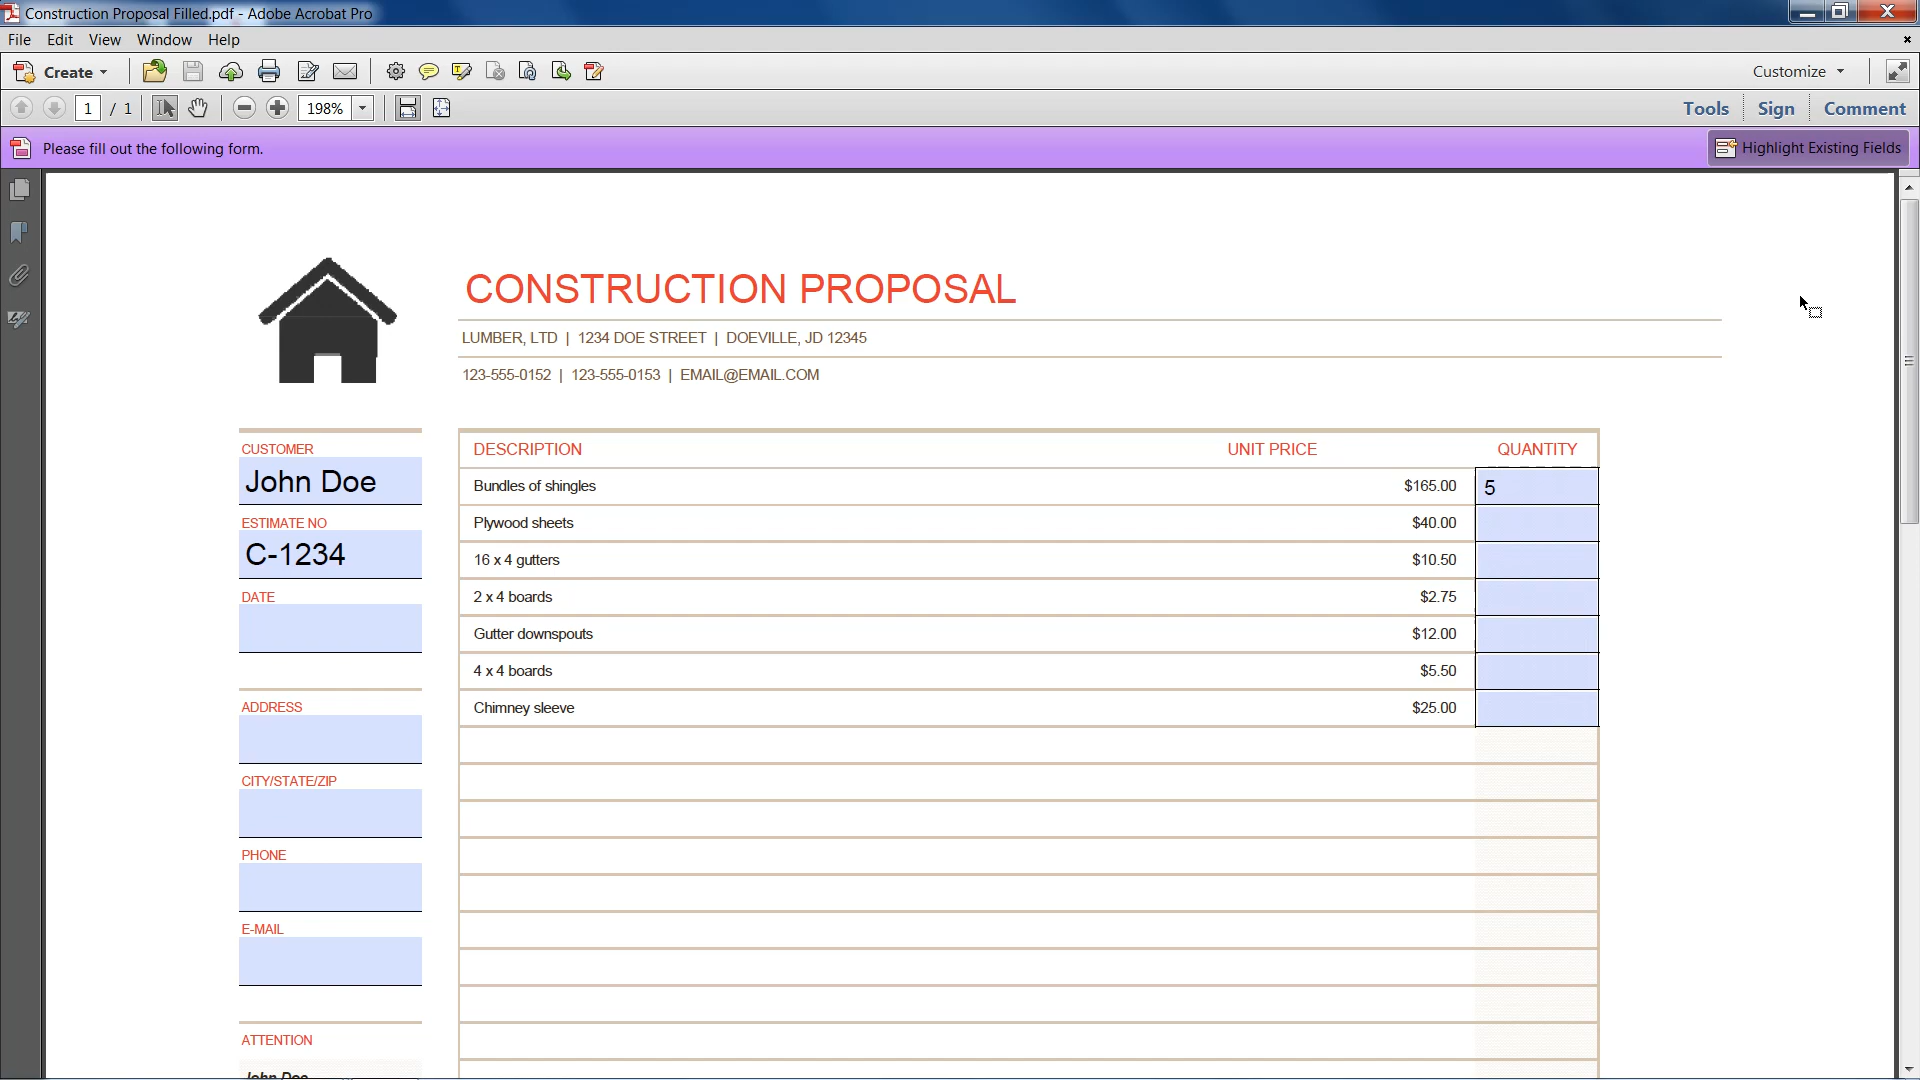 Construction Proposal Filled.pdf - Adobe Acrobat Pro
File Edit View Window Help
Create
Customize
1 / 1
198%
Tools Sign Comment
Please fill out the following form.
Highlight Existing Fields
CONSTRUCTION PROPOSAL
LUMBER, LTD | 1234 DOE STREET | DOEVILLE, JD 12345
123-555-0152 | 123-555-0153 | EMAIL@EMAIL.COM
CUSTOMER
John Doe
ESTIMATE NO
C-1234
DATE
ADDRESS
CITY/STATE/ZIP
PHONE
E-MAIL
ATTENTION
John Doe
DESCRIPTION UNIT PRICE QUANTITY
Bundles of shingles $165.00 5
Plywood sheets $40.00
16 x 4 gutters $10.50
2 x 4 boards $2.75
Gutter downspouts $12.00
4 x 4 boards $5.50
Chimney sleeve $25.00